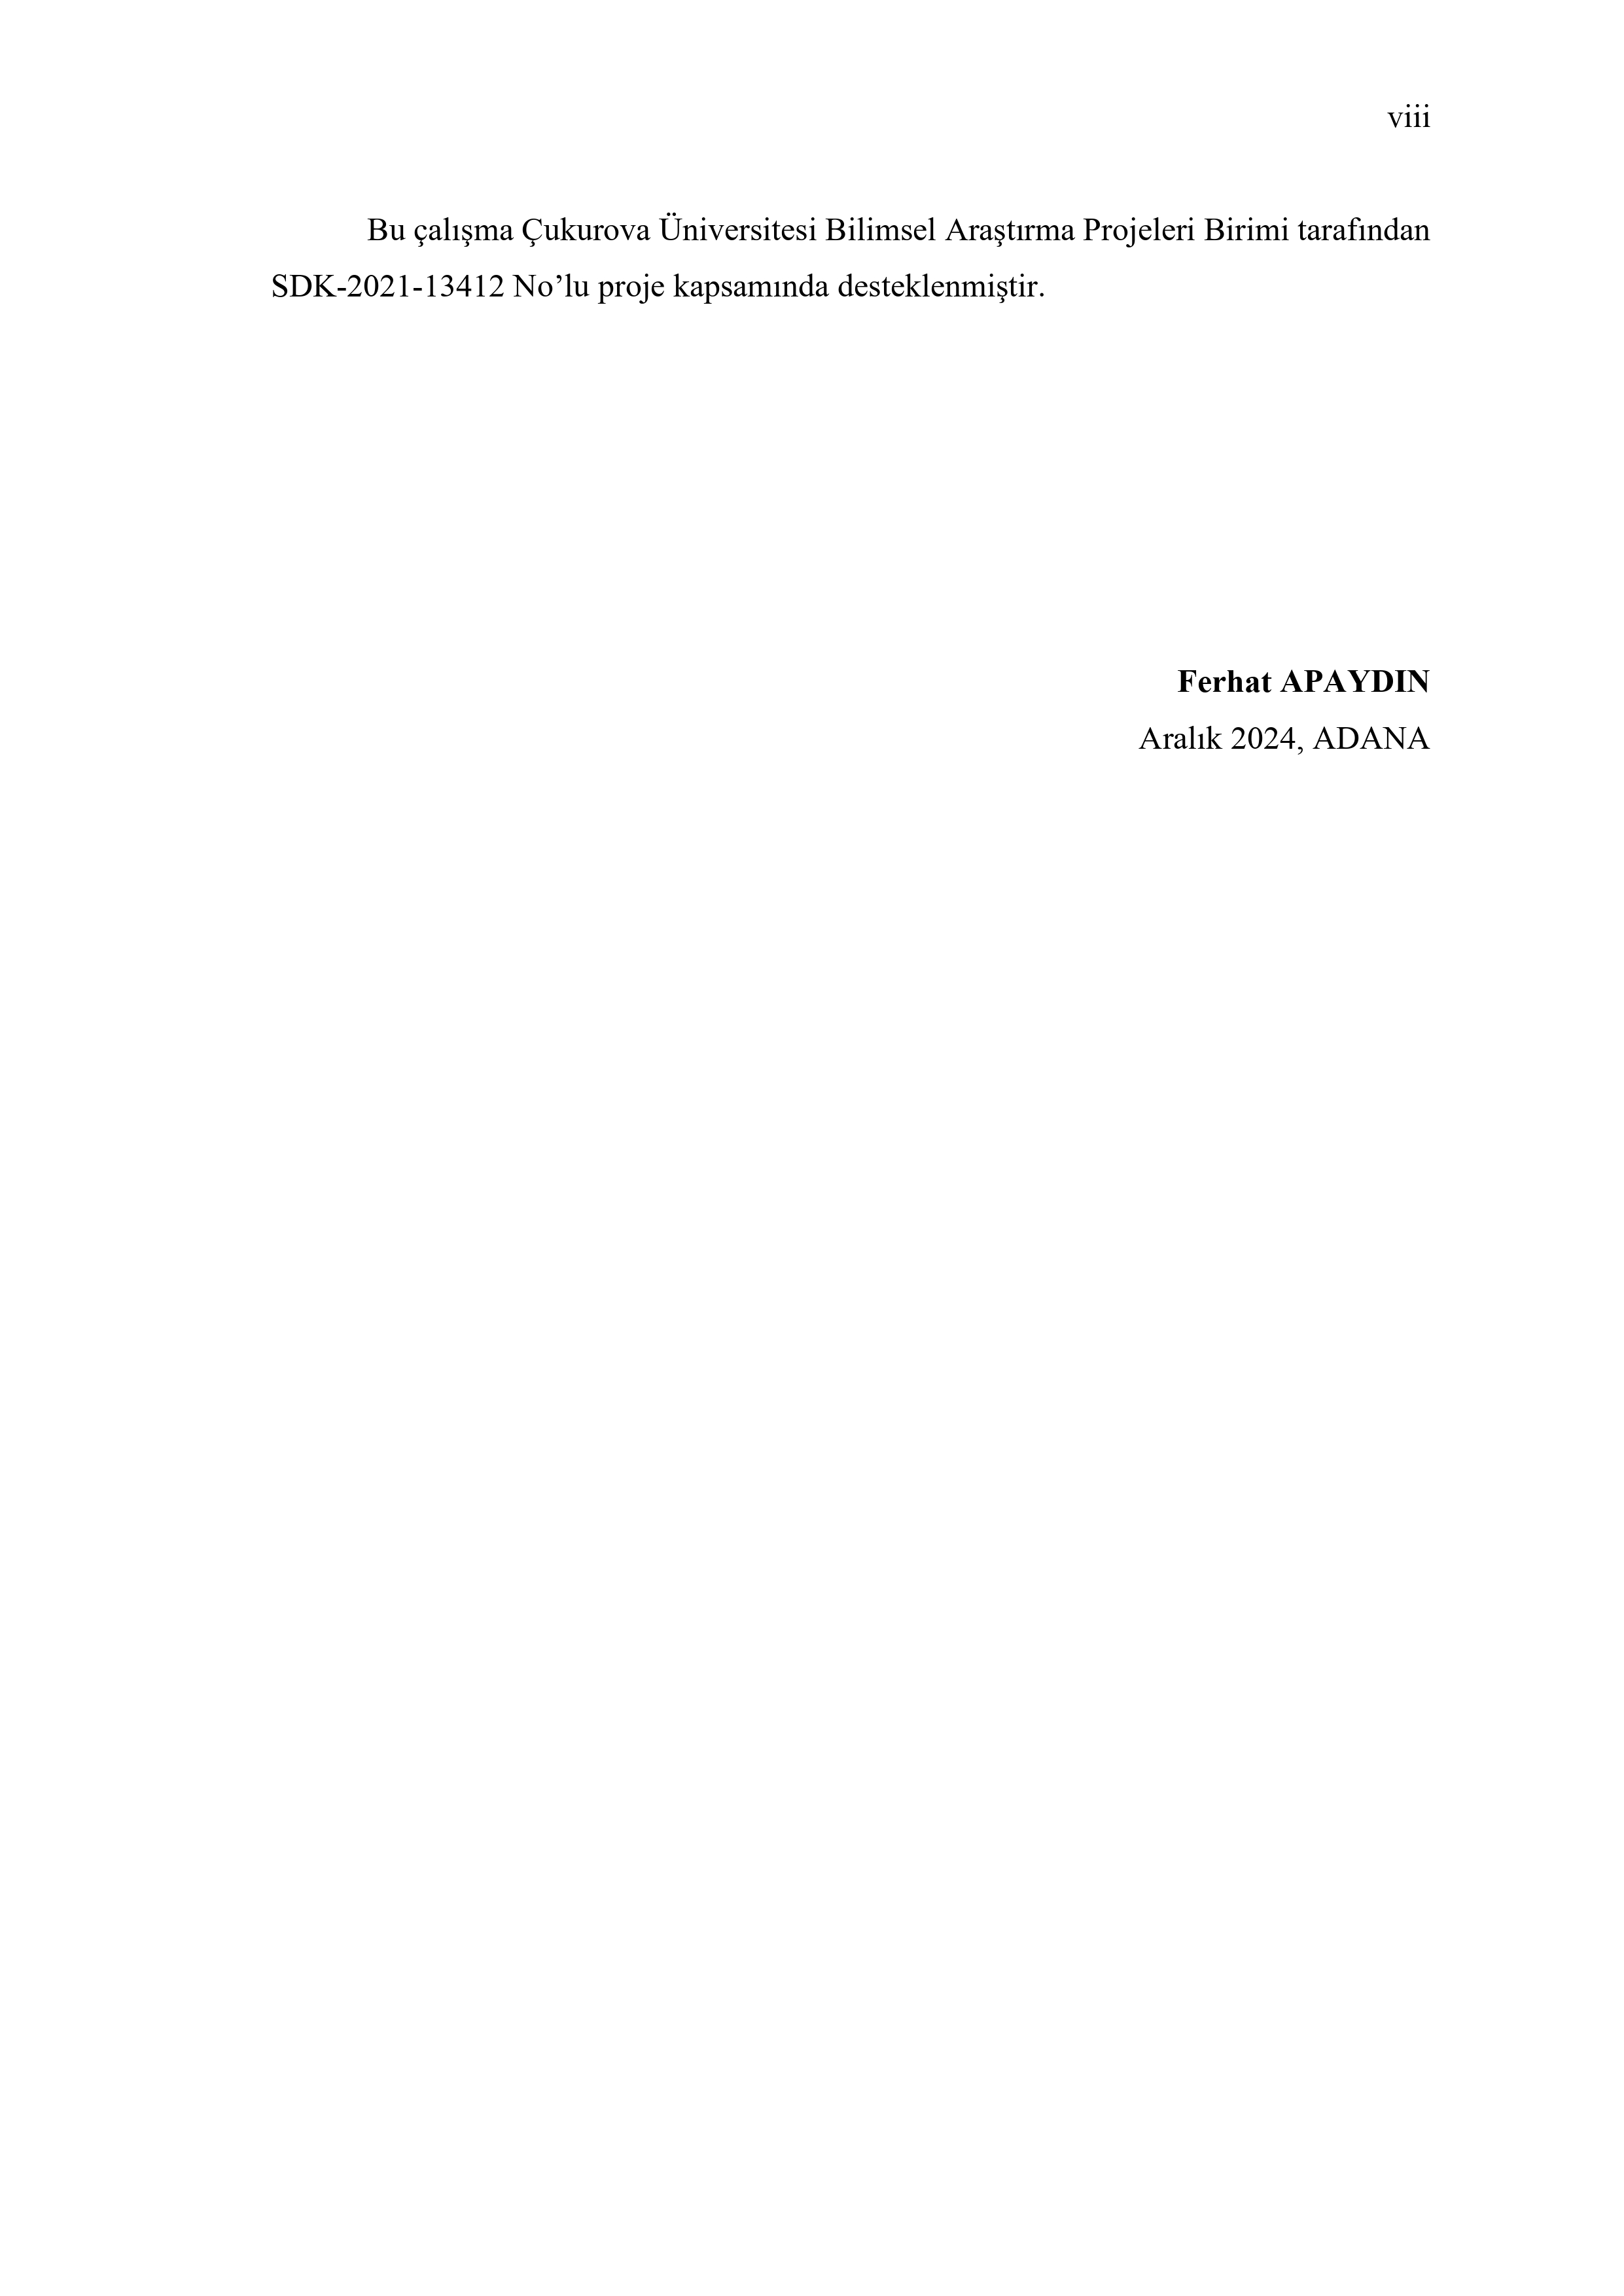 viii
Bu çalışma Çukurova Üniversitesi Bilimsel Araştırma Projeleri Birimi tarafından
SDK-2021-13412 No’lu proje kapsamında desteklenmiştir.
Ferhat APAYDIN
Aralık 2024, ADANA